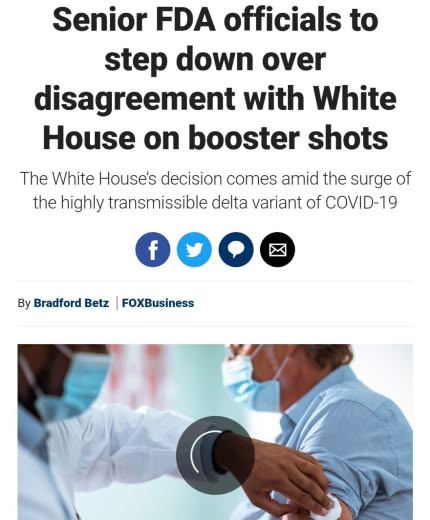 Senior FDA officials to
step down over
disagreement with White
House on booster shots
The White House's decision comes amid the surge of
the highly transmissible delta variant of COVID-19
By Bradford Betz | FOXBusiness